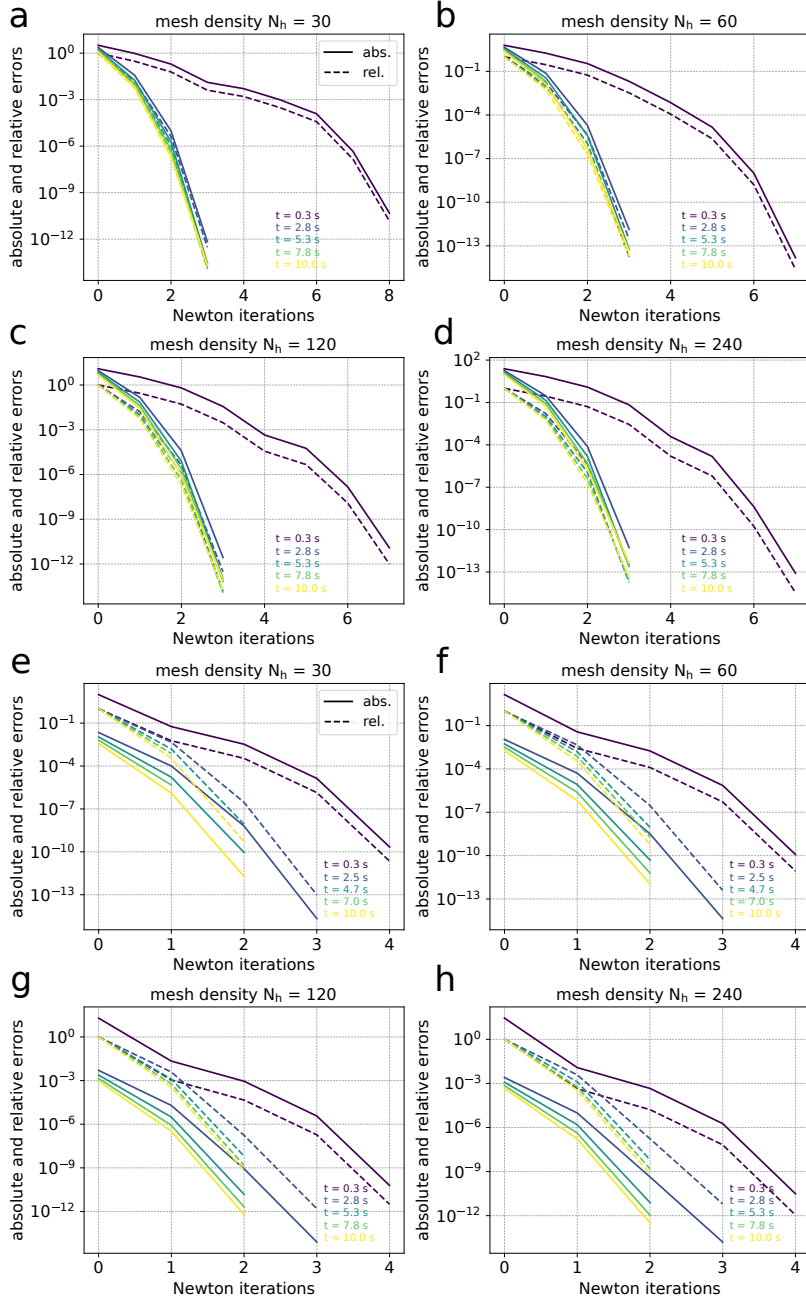 a
mesh density N_h = 30
10^0
10^-3
10^-6
10^-9
10^-12
absolute and relative errors
abs.
rel.
t = 0.3 s
t = 2.8 s
t = 5.3 s
t = 7.8 s
t = 10.0 s
0 2 4 6 8
Newton iterations
b
mesh density N_h = 60
10^-1
10^-4
10^-7
10^-10
10^-13
absolute and relative errors
t = 0.3 s
t = 2.8 s
t = 5.3 s
t = 7.8 s
t = 10.0 s
0 2 4 6
Newton iterations
c
mesh density N_h = 120
10^0
10^-3
10^-6
10^-9
10^-12
absolute and relative errors
t = 0.3 s
t = 2.8 s
t = 5.3 s
t = 7.8 s
t = 10.0 s
0 2 4 6
Newton iterations
d
mesh density N_h = 240
10^2
10^-1
10^-4
10^-7
10^-10
10^-13
absolute and relative errors
t = 0.3 s
t = 2.8 s
t = 5.3 s
t = 7.8 s
t = 10.0 s
0 2 4 6
Newton iterations
e
mesh density N_h = 30
10^-1
10^-4
10^-7
10^-10
10^-13
absolute and relative errors
abs.
rel.
t = 0.3 s
t = 2.5 s
t = 4.7 s
t = 7.0 s
t = 10.0 s
0 1 2 3 4
Newton iterations
f
mesh density N_h = 60
10^-1
10^-4
10^-7
10^-10
10^-13
absolute and relative errors
t = 0.3 s
t = 2.5 s
t = 4.7 s
t = 7.0 s
t = 10.0 s
0 1 2 3 4
Newton iterations
g
mesh density N_h = 120
10^0
10^-3
10^-6
10^-9
10^-12
absolute and relative errors
t = 0.3 s
t = 2.8 s
t = 5.3 s
t = 7.8 s
t = 10.0 s
0 1 2 3 4
Newton iterations
h
mesh density N_h = 240
10^0
10^-3
10^-6
10^-9
10^-12
absolute and relative errors
t = 0.3 s
t = 2.8 s
t = 5.3 s
t = 7.8 s
t = 10.0 s
0 1 2 3 4
Newton iterations